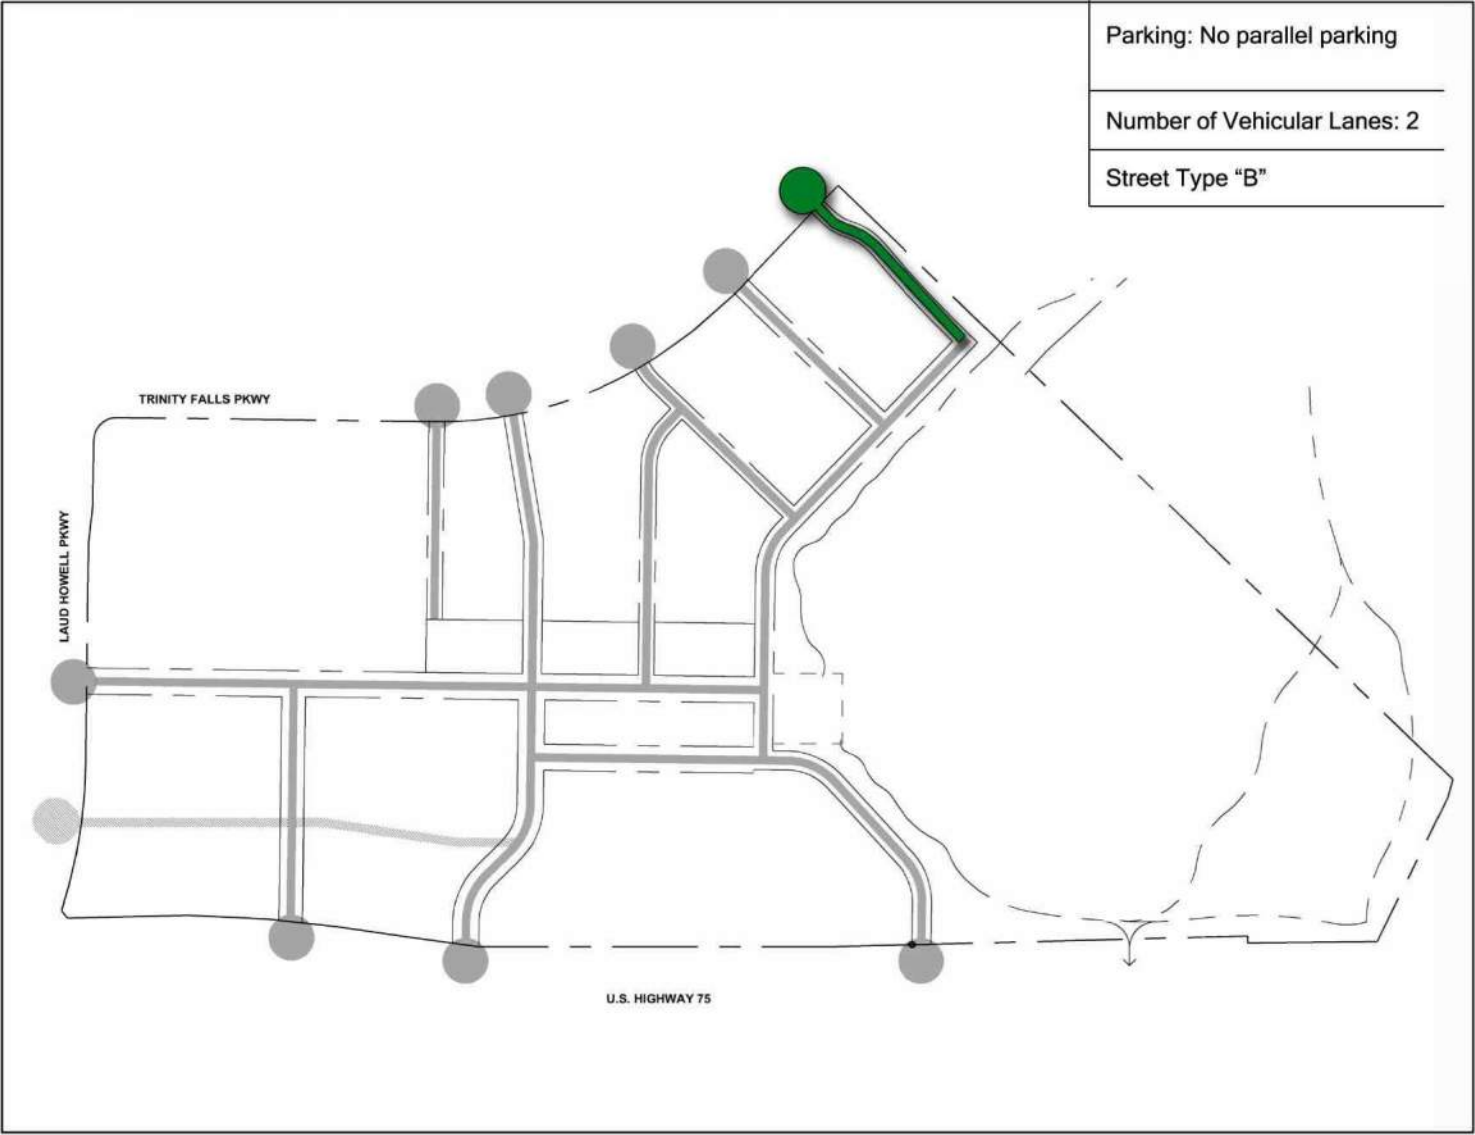 Parking: No parallel parking
Number of Vehicular Lanes: 2
Street Type “B”
TRINITY FALLS PKWY
LAUD HOWELL PKWY
U.S. HIGHWAY 75